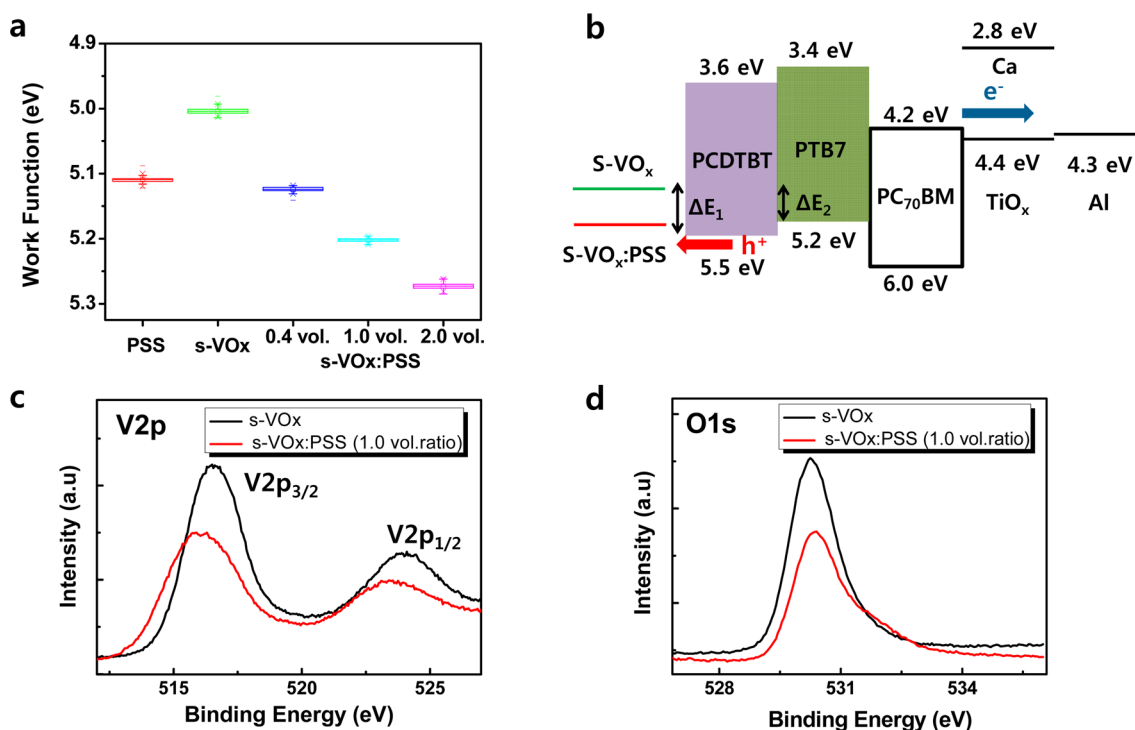 a
4.9
5.0
5.1
5.2
5.3
Work Function (eV)
PSS
s-VOx
0.4 vol.
1.0 vol.
2.0 vol.
s-VOx:PSS
b
2.8 eV
Ca
e-
3.6 eV
3.4 eV
4.2 eV
PCDTBT
PTB7
PC70BM
S-VOx
S-VOx:PSS
ΔE1
ΔE2
h+
5.5 eV
5.2 eV
6.0 eV
4.4 eV
TiOx
4.3 eV
Al
c
V2p
s-VOx
s-VOx:PSS (1.0 vol.ratio)
V2p3/2
V2p1/2
Intensity (a.u)
515
520
525
Binding Energy (eV)
d
O1s
s-VOx
s-VOx:PSS (1.0 vol.ratio)
Intensity (a.u)
528
531
534
Binding Energy (eV)